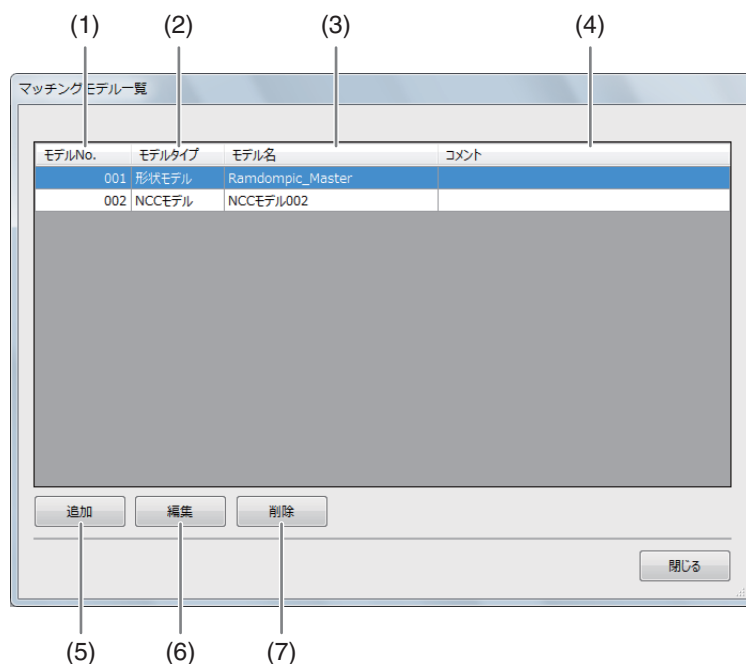 (1) (2) (3) (4)
マッチングモデル一覧
モデルNo. モデルタイプ モデル名 コメント
001 形状モデル Ramdompic_Master
002 NCCモデル NCCモデル002
追加 編集 削除
閉じる
(5) (6) (7)